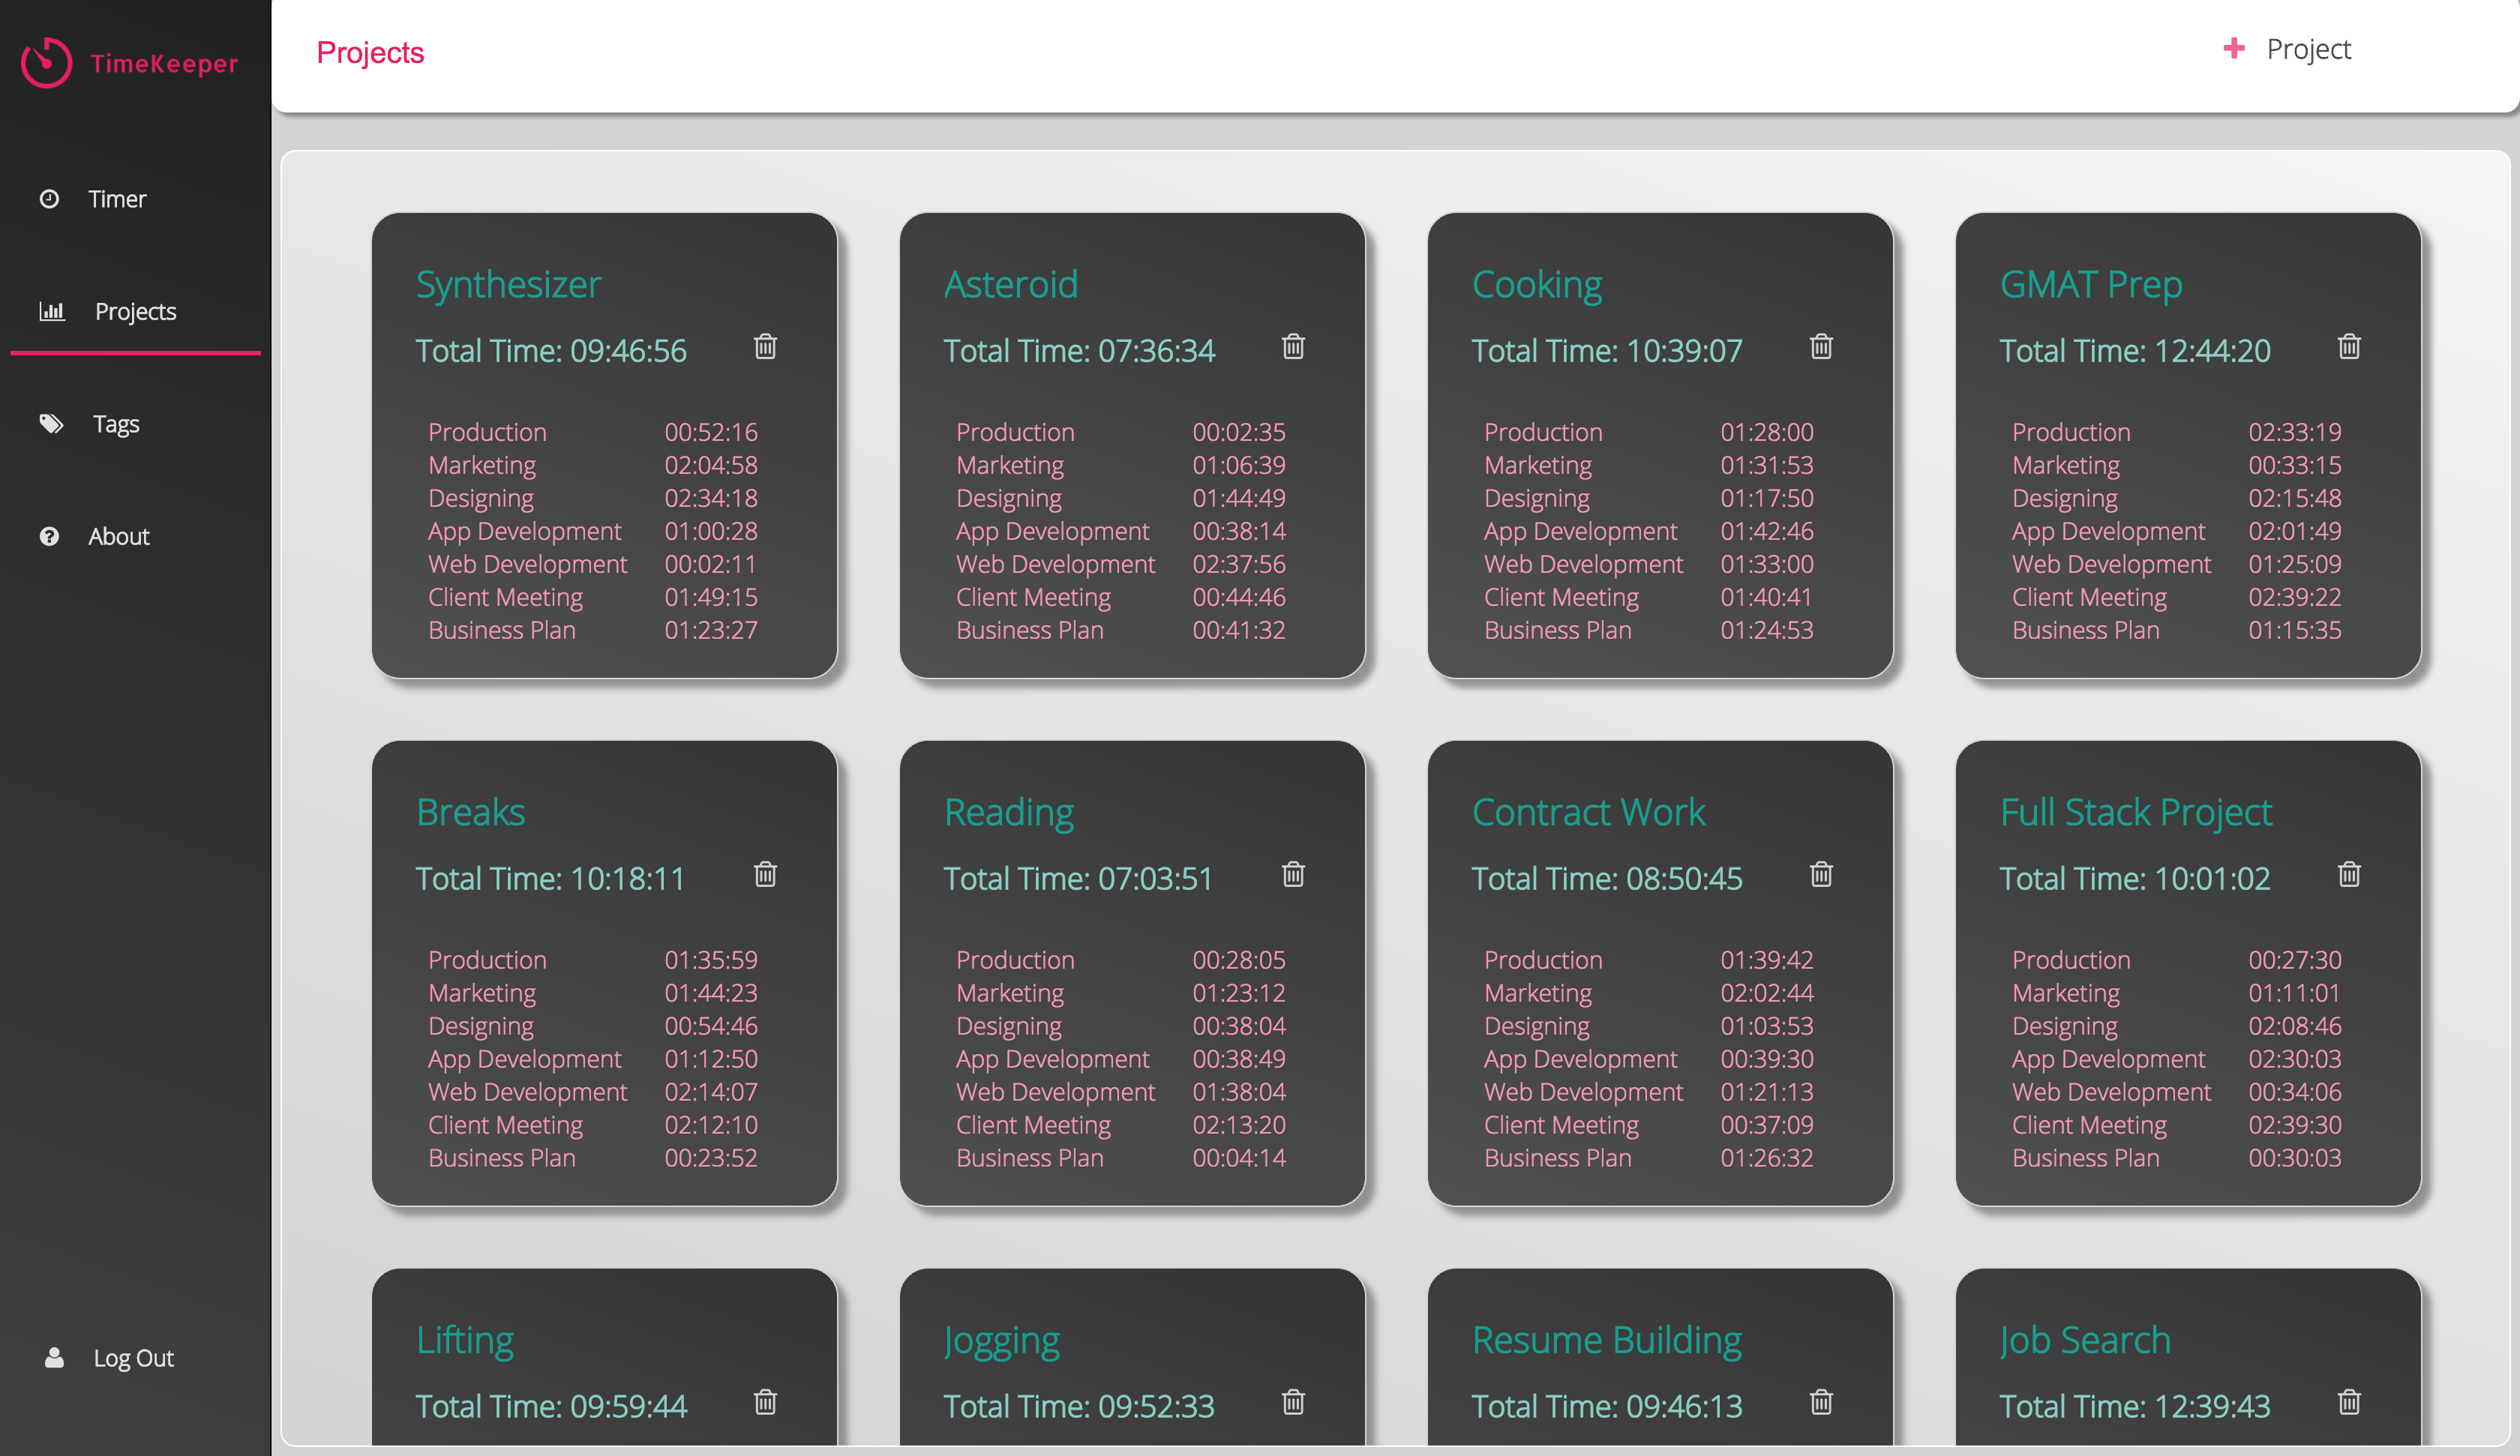 TimeKeeper
Timer
Projects
Tags
About
Log Out
Projects
Project
Synthesizer
Total Time: 09:46:56
Production 00:52:16
Marketing 02:04:58
Designing 02:34:18
App Development 01:00:28
Web Development 00:02:11
Client Meeting 01:49:15
Business Plan 01:23:27
Asteroid
Total Time: 07:36:34
Production 00:02:35
Marketing 01:06:39
Designing 01:44:49
App Development 00:38:14
Web Development 02:37:56
Client Meeting 00:44:46
Business Plan 00:41:32
Cooking
Total Time: 10:39:07
Production 01:28:00
Marketing 01:31:53
Designing 01:17:50
App Development 01:42:46
Web Development 01:33:00
Client Meeting 01:40:41
Business Plan 01:24:53
GMAT Prep
Total Time: 12:44:20
Production 02:33:19
Marketing 00:33:15
Designing 02:15:48
App Development 02:01:49
Web Development 01:25:09
Client Meeting 02:39:22
Business Plan 01:15:35
Breaks
Total Time: 10:18:11
Production 01:35:59
Marketing 01:44:23
Designing 00:54:46
App Development 01:12:50
Web Development 02:14:07
Client Meeting 02:12:10
Business Plan 00:23:52
Reading
Total Time: 07:03:51
Production 00:28:05
Marketing 01:23:12
Designing 00:38:04
App Development 00:38:49
Web Development 01:38:04
Client Meeting 02:13:20
Business Plan 00:04:14
Contract Work
Total Time: 08:50:45
Production 01:39:42
Marketing 02:02:44
Designing 01:03:53
App Development 00:39:30
Web Development 01:21:13
Client Meeting 00:37:09
Business Plan 01:26:32
Full Stack Project
Total Time: 10:01:02
Production 00:27:30
Marketing 01:11:01
Designing 02:08:46
App Development 02:30:03
Web Development 00:34:06
Client Meeting 02:39:30
Business Plan 00:30:03
Lifting
Total Time: 09:59:44
Jogging
Total Time: 09:52:33
Resume Building
Total Time: 09:46:13
Job Search
Total Time: 12:39:43